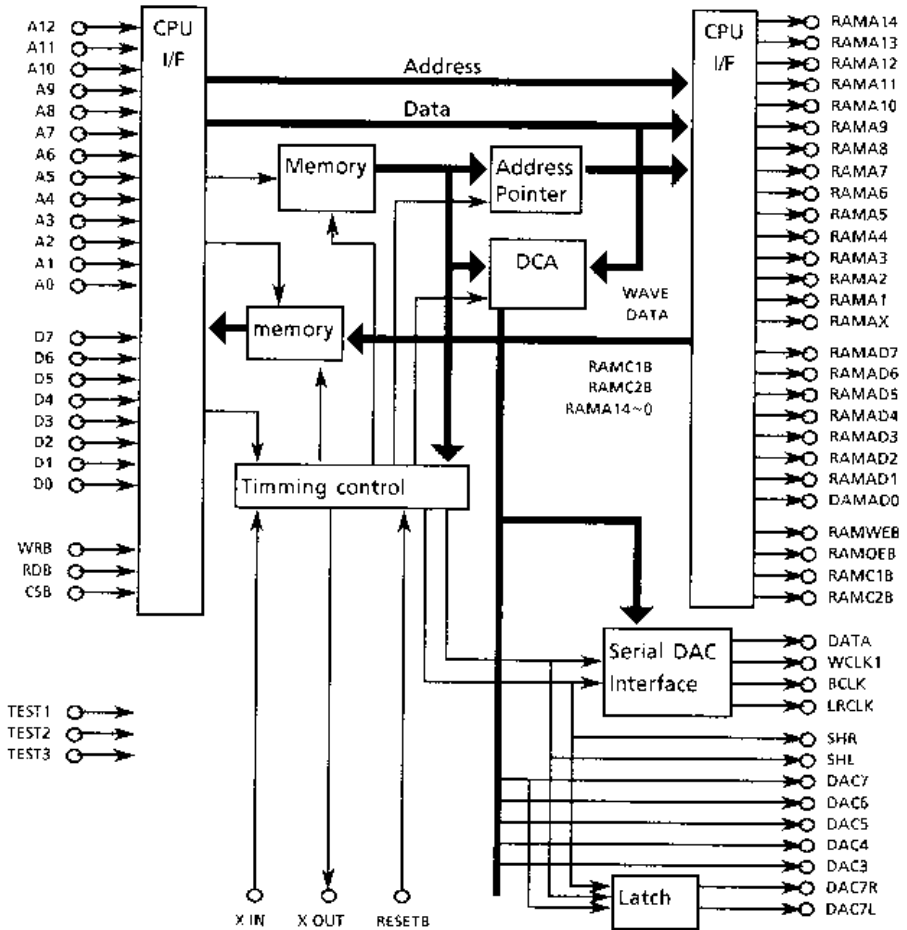 A12
A11
A10
A9
A8
A7
A6
A5
A4
A3
A2
A1
A0
D7
D6
D5
D4
D3
D2
D1
D0
WRB
RDB
CSB
TEST1
TEST2
TEST3
CPU
I/F
Address
Data
Memory
Address
Pointer
DCA
WAVE
DATA
memory
RAMC1B
RAMC2B
RAMA14~0
Timming control
CPU
I/F
Serial DAC
Interface
Latch
X IN
X OUT
RESETB
RAMA14
RAMA13
RAMA12
RAMA11
RAMA10
RAMA9
RAMA8
RAMA7
RAMA6
RAMA5
RAMA4
RAMA3
RAMA2
RAMA1
RAMAX
RAMAD7
RAMAD6
RAMAD5
RAMAD4
RAMAD3
RAMAD2
RAMAD1
DAMAD0
RAMWEB
RAMOEB
RAMC1B
RAMC2B
DATA
WCLK1
BCLK
LRCLK
SHR
SHL
DAC7
DAC6
DAC5
DAC4
DAC3
DAC7R
DAC7L